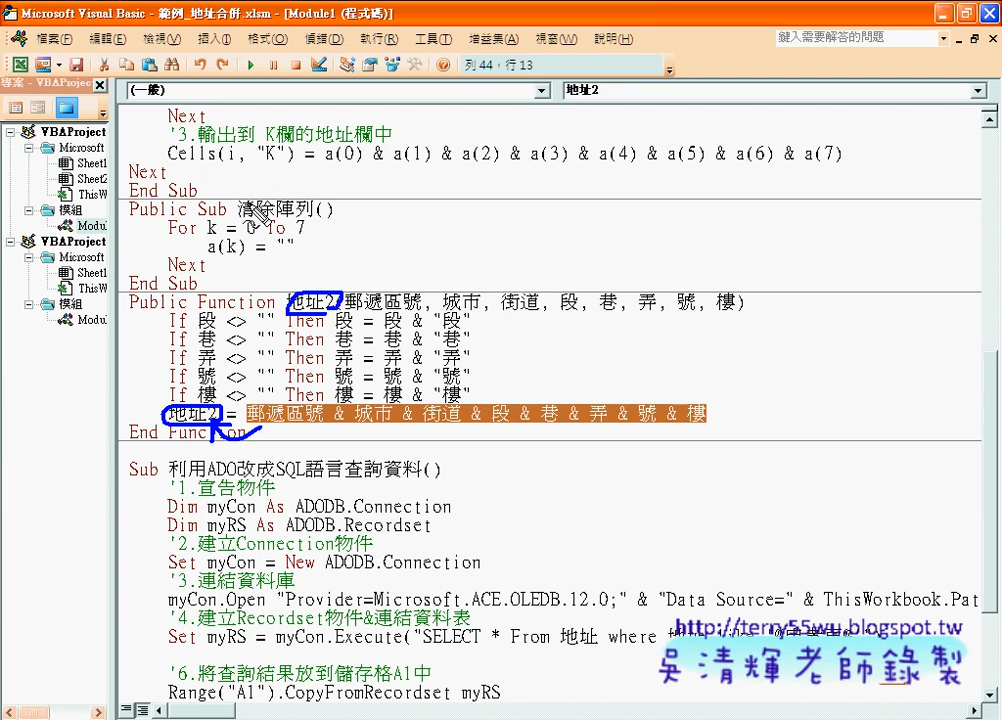 Microsoft Visual Basic - 範例_地址合併.xlsm - [Module1 (程式碼)]
檔案(F) 編輯(E) 檢視(V) 插入(I) 格式(O) 偵錯(D) 執行(R) 工具(T) 增益集(A) 視窗(W) 說明(H) 鍵入需要解答的問題
列 44，行 13
專案 - VBAProjec
(一般) 地址2
VBAProject
Microsoft
Sheet1
Sheet2
ThisW
模組
Modu
VBAProject
Microsoft
Sheet1
ThisW
模組
Modu
Next
'3.輸出到 K欄的地址欄中
Cells(i, "K") = a(0) & a(1) & a(2) & a(3) & a(4) & a(5) & a(6) & a(7)
Next
End Sub
Public Sub 清除陣列()
For k = 0 To 7
a(k) = ""
Next
End Sub
Public Function 地址2(郵遞區號, 城市, 街道, 段, 巷, 弄, 號, 樓)
If 段 <> "" Then 段 = 段 & "段"
If 巷 <> "" Then 巷 = 巷 & "巷"
If 弄 <> "" Then 弄 = 弄 & "弄"
If 號 <> "" Then 號 = 號 & "號"
If 樓 <> "" Then 樓 = 樓 & "樓"
地址2 = 郵遞區號 & 城市 & 街道 & 段 & 巷 & 弄 & 號 & 樓
End Function
Sub 利用ADO改成SQL語言查詢資料()
'1.宣告物件
Dim myCon As ADODB.Connection
Dim myRS As ADODB.Recordset
'2.建立Connection物件
Set myCon = New ADODB.Connection
'3.連結資料庫
myCon.Open "Provider=Microsoft.ACE.OLEDB.12.0;" & "Data Source=" & ThisWorkbook.Pat
'4.建立Recordset物件&連結資料表
Set myRS = myCon.Execute("SELECT * From 地址 where
'6.將查詢結果放到儲存格A1中
Range("A1").CopyFromRecordset myRS
http://terry55wu.blogspot.tw
吳清輝老師錄製